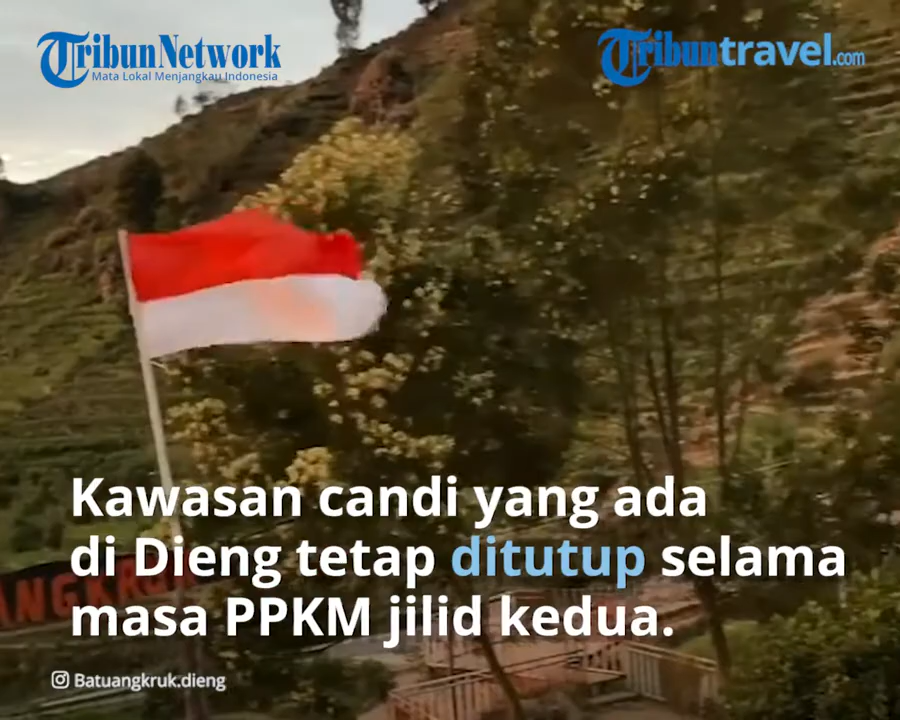 TribunNetwork
Mata Lokal Menjangkau Indonesia
Tribuntravel.com
Kawasan candi yang ada
di Dieng tetap ditutup selama
masa PPKM jilid kedua.
Batuangkruk.dieng